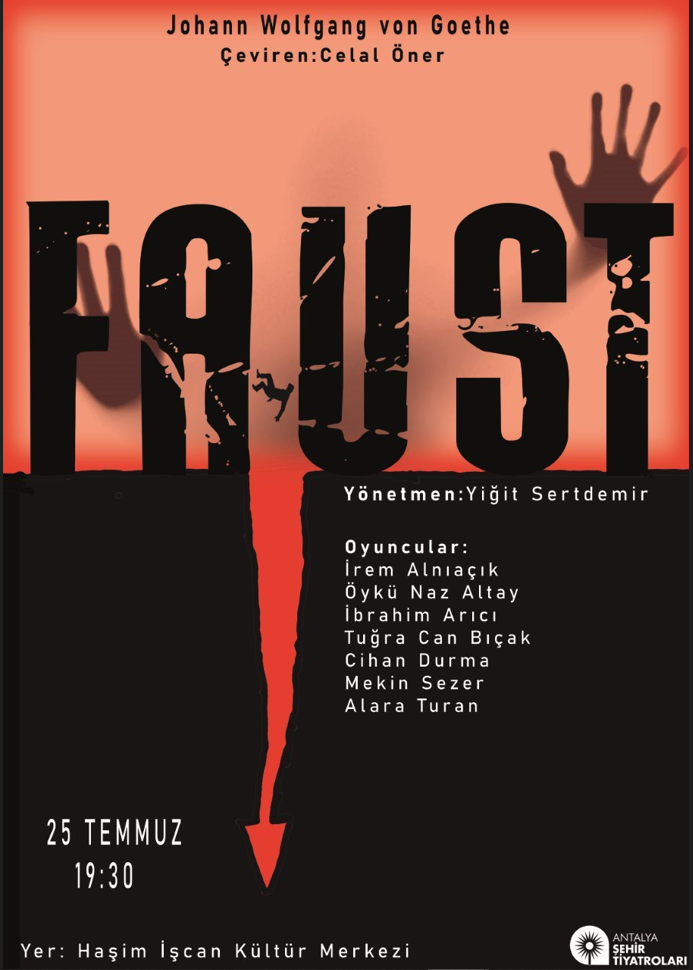 Johann Wolfgang von Goethe
Çeviren:Celal Öner
FAUST
Yönetmen:Yiğit Sertdemir
Oyuncular:
İrem Alnıaçık
Öykü Naz Altay
İbrahim Arıcı
Tuğra Can Bıçak
Cihan Durma
Mekin Sezer
Alara Turan
25 TEMMUZ
19:30
Yer: Haşim İşcan Kültür Merkezi
ANTALYA
ŞEHİR
TİYATROLARI